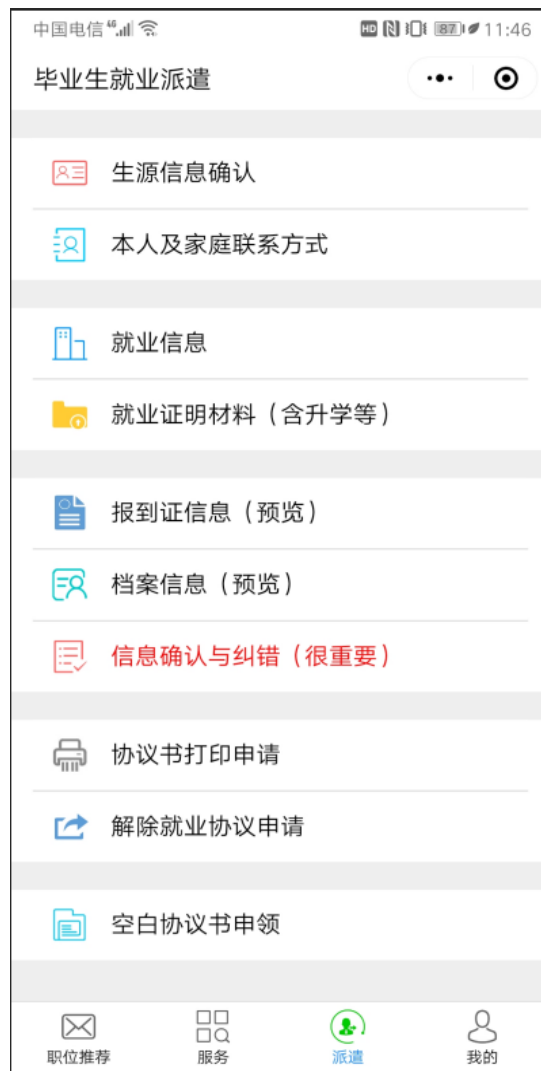 中国电信 46 HD N 87 11:46
毕业生就业派遣
生源信息确认
本人及家庭联系方式
就业信息
就业证明材料（含升学等）
报到证信息（预览）
档案信息（预览）
信息确认与纠错（很重要）
协议书打印申请
解除就业协议申请
空白协议书申领
职位推荐 服务 派遣 我的